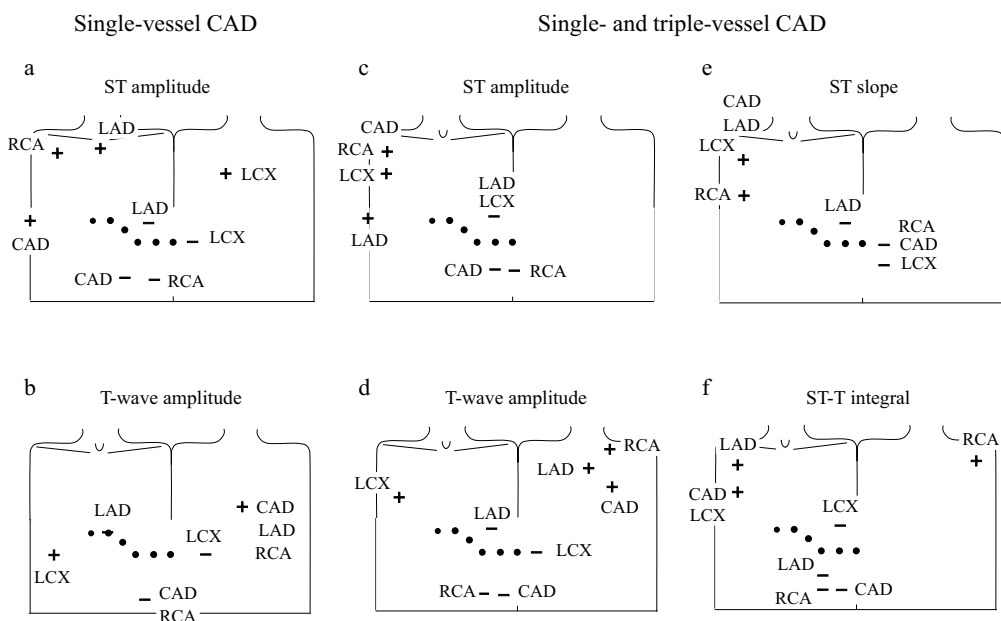 Single-vessel CAD
Single- and triple-vessel CAD
a
ST amplitude
RCA
+
LAD
+
+
LCX
+
CAD
LAD
−
−
LCX
CAD
−
−
RCA
c
ST amplitude
CAD
RCA
+
LCX
+
+
LAD
LAD
LCX
−
CAD
−
−
RCA
e
ST slope
CAD
LAD
LCX
+
RCA
+
LAD
−
RCA
−
CAD
−
LCX
b
T-wave amplitude
LAD
−
+
CAD
LAD
RCA
LCX
−
+
LCX
−
CAD
RCA
d
T-wave amplitude
+
RCA
LAD
+
+
CAD
LCX
+
LAD
−
−
LCX
RCA
−
−
CAD
f
ST-T integral
LAD
+
RCA
+
CAD
+
LCX
LCX
−
LAD
−
RCA
−
−
CAD